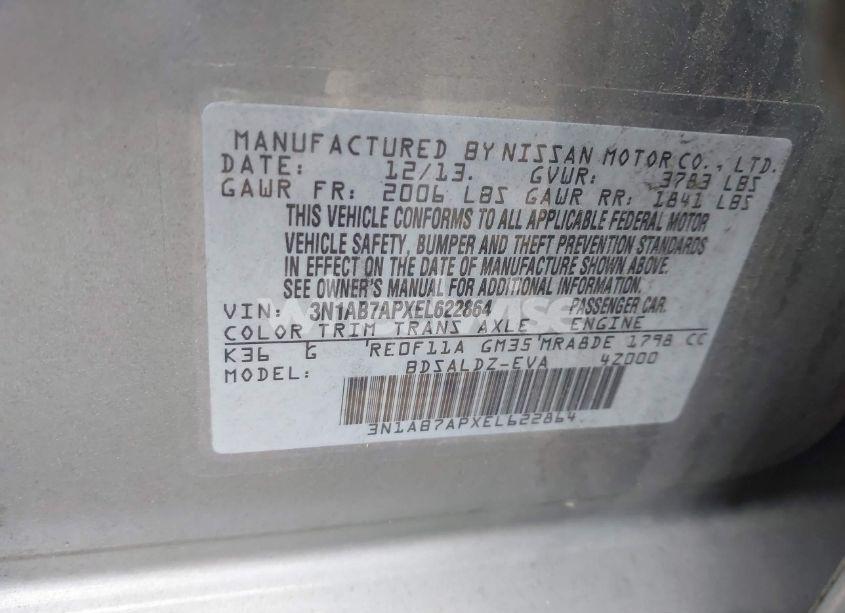 MANUFACTURED BY NISSAN MOTOR CO., LTD.
DATE: 12/13. GVWR: 3783 LBS
GAWR FR: 2006 LBS GAWR RR: 1841 LBS
THIS VEHICLE CONFORMS TO ALL APPLICABLE FEDERAL MOTOR
VEHICLE SAFETY, BUMPER AND THEFT PREVENTION STANDARDS
IN EFFECT ON THE DATE OF MANUFACTURE SHOWN ABOVE.
SEE OWNER'S MANUAL FOR ADDITIONAL INFORMATION.
VIN: 3N1AB7APXEL622864 PASSENGER CAR.
COLOR TRIM TRANS AXLE ENGINE
K36 G RE0F11A GM35 MRA8DE 1798 CC
MODEL: BDSALDZ-EVA 42000
3N1AB7APXEL622864